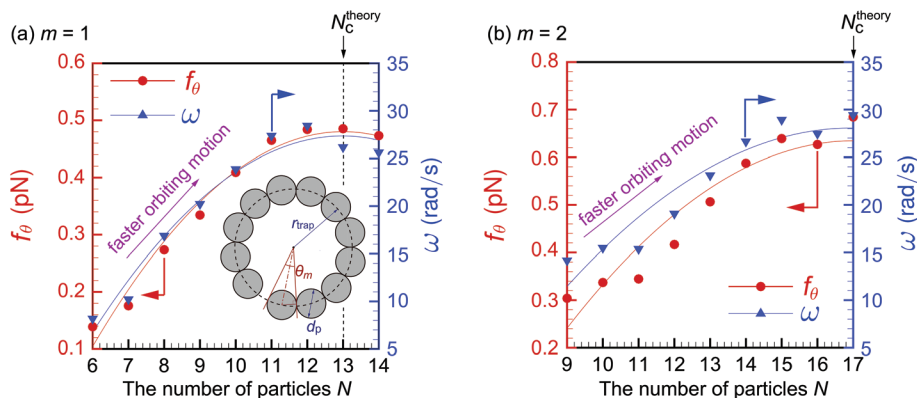 N_c^theory
(a) m = 1
0.6
0.5
0.4
0.3
0.2
0.1
f_θ (pN)
35
30
25
20
15
10
5
ω (rad/s)
f_θ
ω
faster orbiting motion
r_trap
θ_m
d_p
6 7 8 9 10 11 12 13 14
The number of particles N
N_c^theory
(b) m = 2
0.8
0.7
0.6
0.5
0.4
0.3
0.2
f_θ (pN)
35
30
25
20
15
10
5
ω (rad/s)
faster orbiting motion
f_θ
ω
9 10 11 12 13 14 15 16 17
The number of particles N